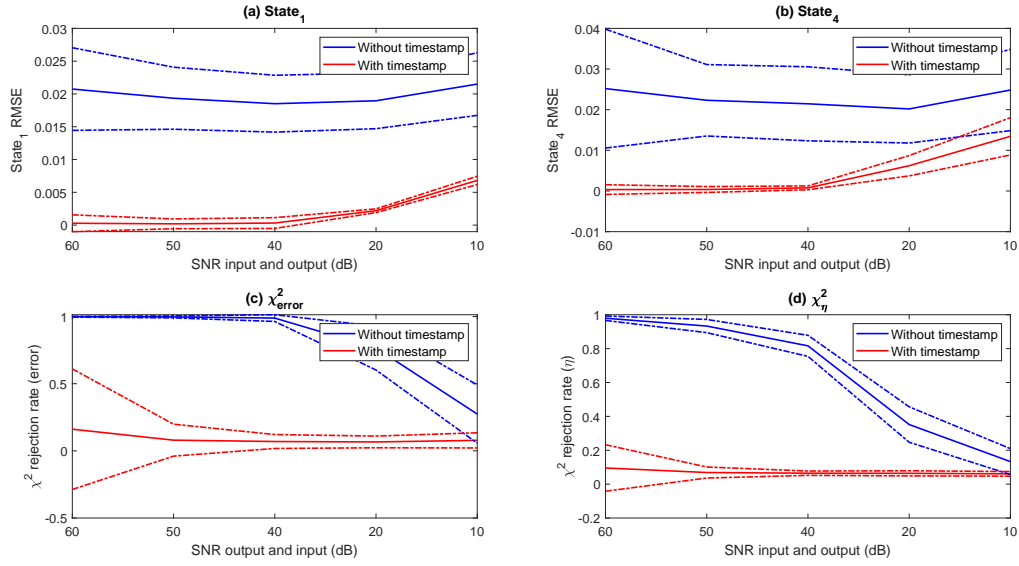 (a) State₁
0.03
0.025
0.02
0.015
0.01
0.005
0
State₁ RMSE
Without timestamp
With timestamp
60 50 40 20 10
SNR input and output (dB)
(b) State₄
0.04
0.03
0.02
0.01
0
-0.01
State₄ RMSE
Without timestamp
With timestamp
60 50 40 20 10
SNR input and output (dB)
(c) χ²error
1
0.5
0
-0.5
χ² rejection rate (error)
Without timestamp
With timestamp
60 50 40 20 10
SNR output and input (dB)
(d) χ²η
1
0.8
0.6
0.4
0.2
0
-0.2
χ² rejection rate (η)
Without timestamp
With timestamp
60 50 40 20 10
SNR input and output (dB)